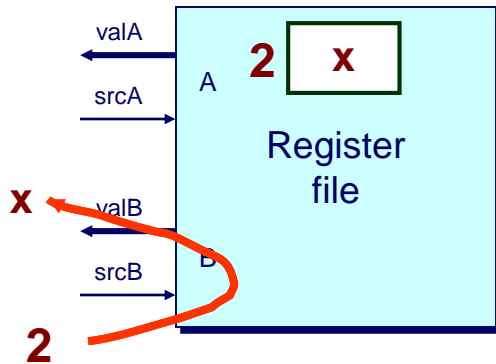 valA
2 x
A
srcA
Register
file
x
valB
B
srcB
2